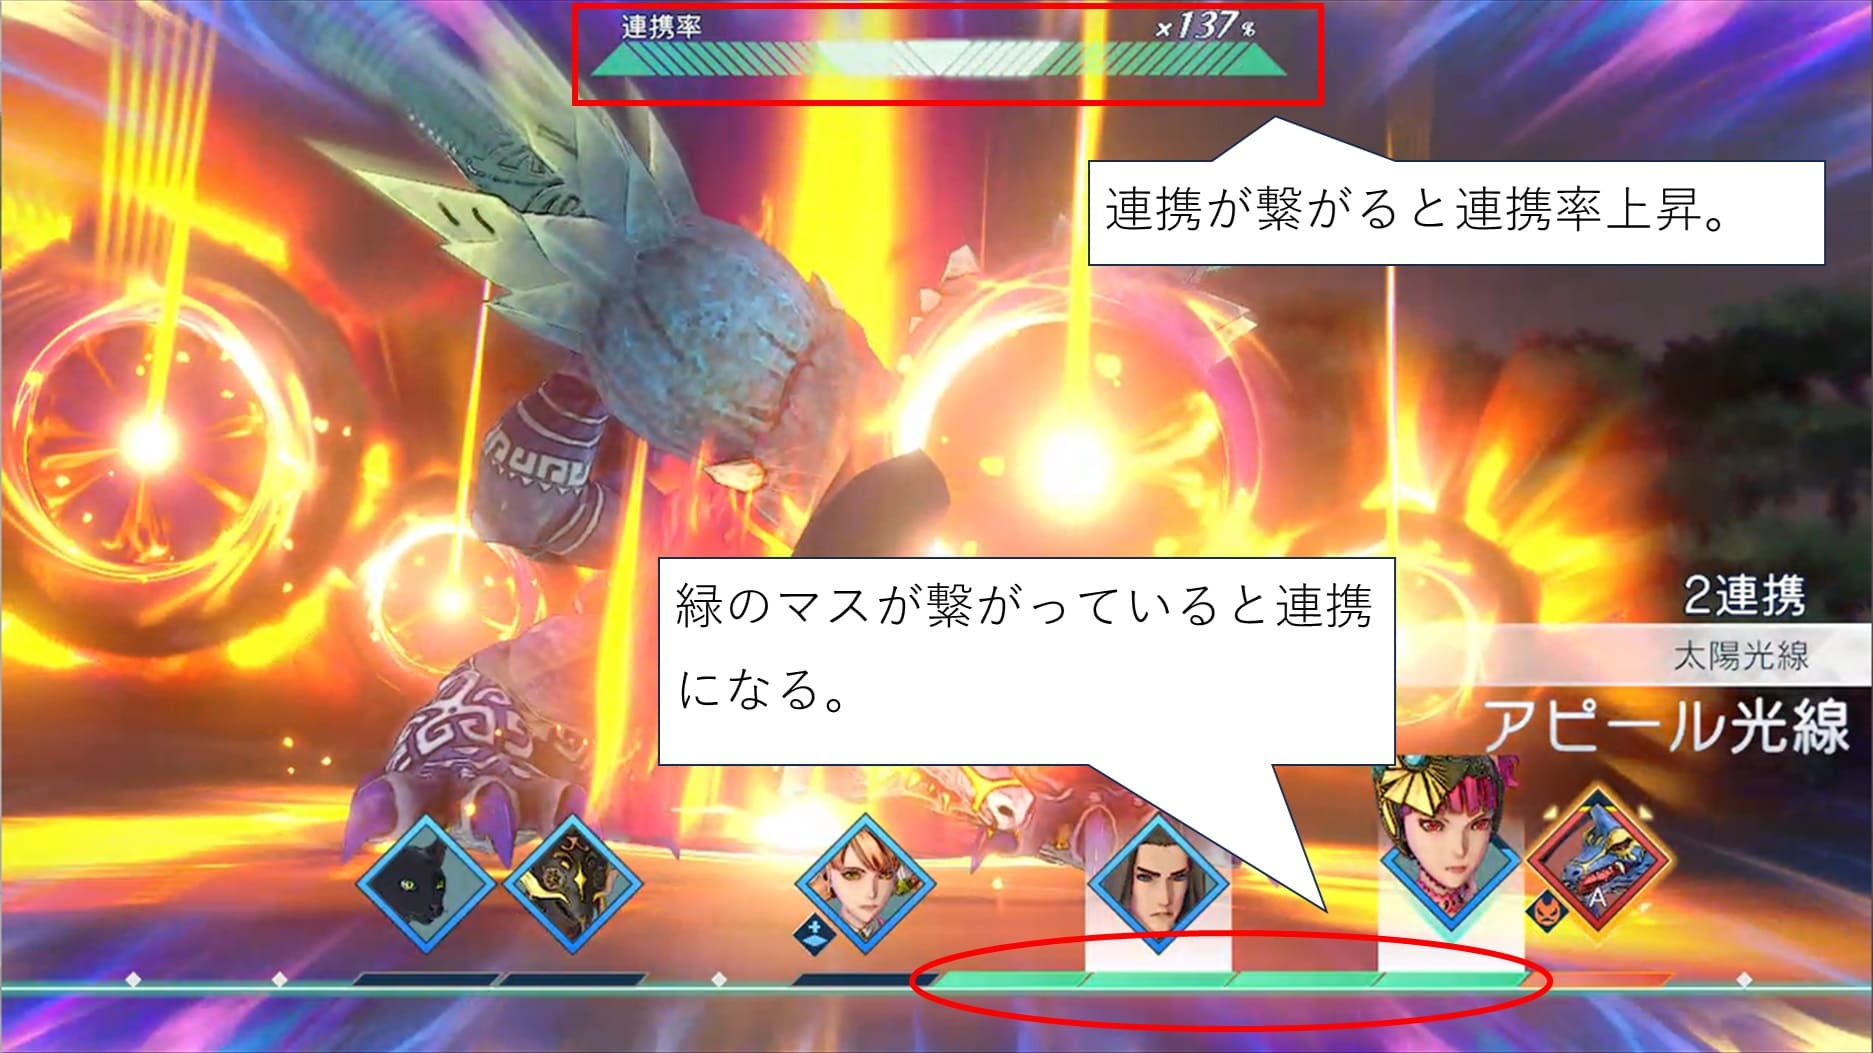 連携率
×137%
連携が繋がると連携率上昇。
緑のマスが繋がっていると連携
になる。
2連携
太陽光線
アピール光線
A